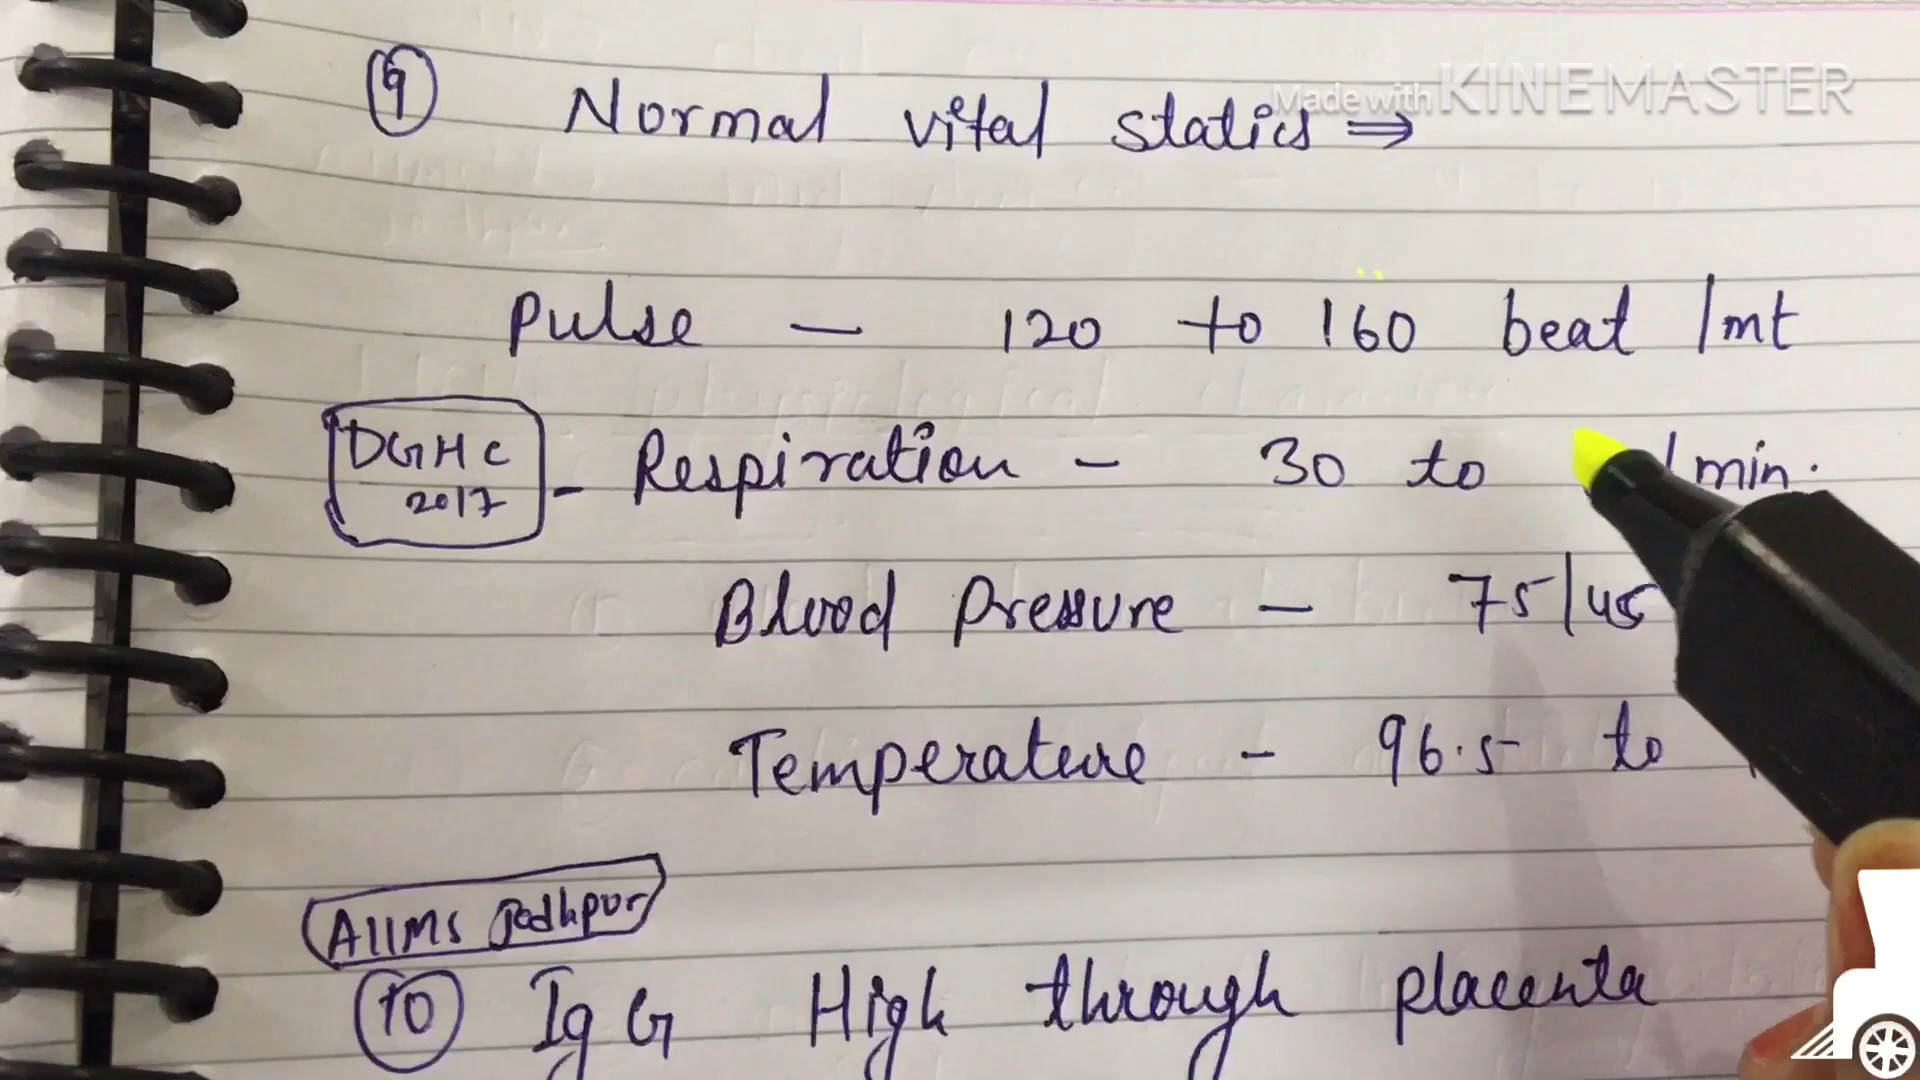 Made with KINEMASTER
9 Normal vital statics ⇒
Pulse — 120 to 160 beat /mt
DGHC 2017 - Respiration - 30 to /min.
Blood Pressure — 75/45
Temperature - 96.5 to
AIIMS Jodhpur
10 IgG High through placenta